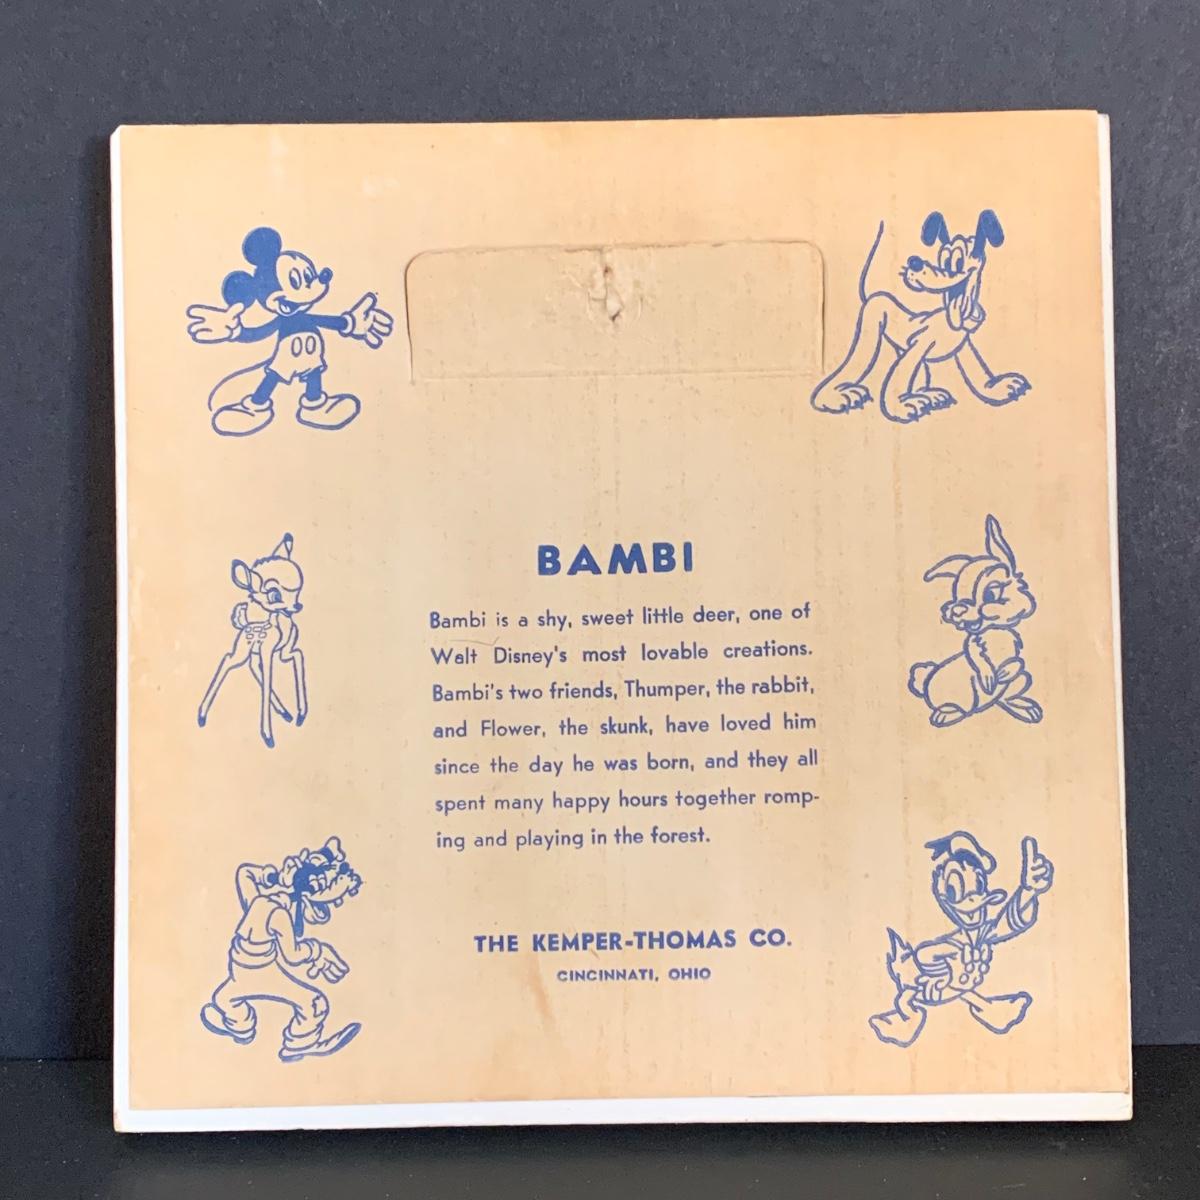 BAMBI
Bambi is a shy, sweet little deer, one of
Walt Disney's most lovable creations.
Bambi's two friends, Thumper, the rabbit,
and Flower, the skunk, have loved him
since the day he was born, and they all
spent many happy hours together romp-
ing and playing in the forest.
THE KEMPER-THOMAS CO.
CINCINNATI, OHIO